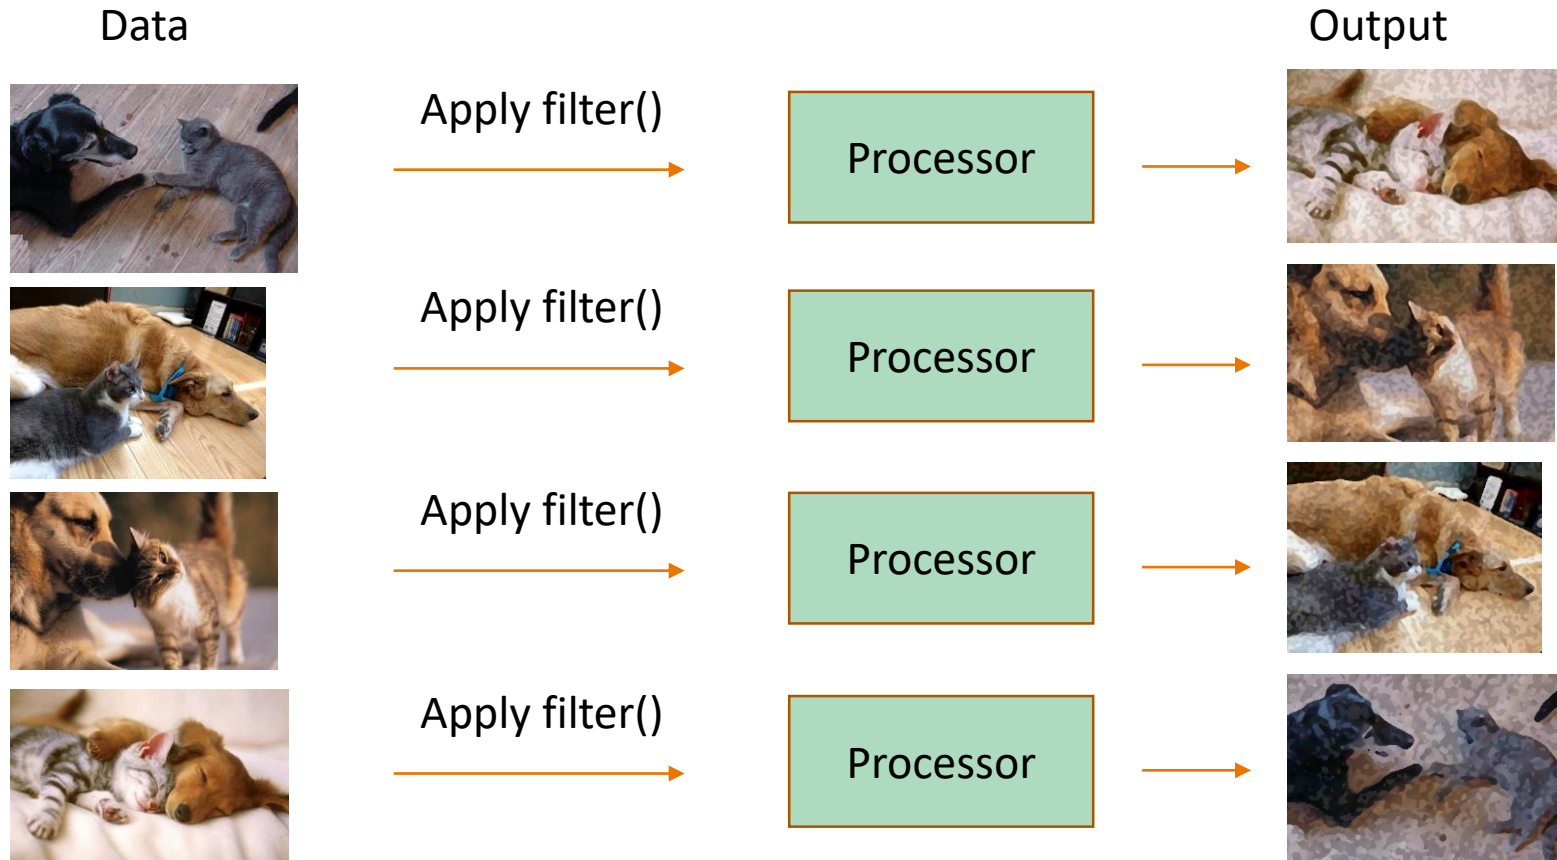 Data
Output
Apply filter()
Processor
Apply filter()
Processor
Apply filter()
Processor
Apply filter()
Processor